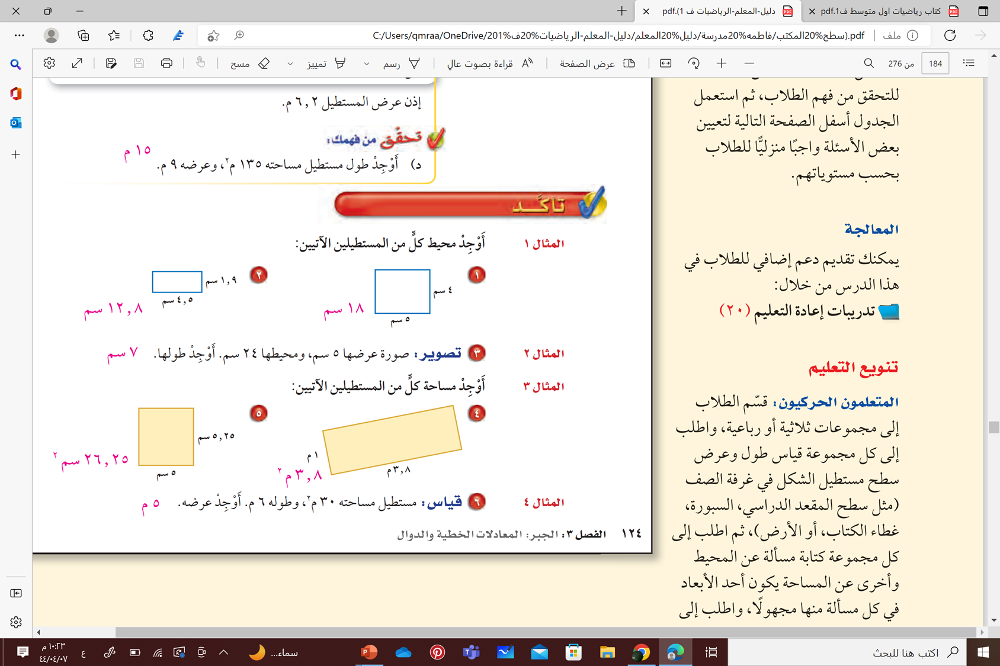 كتاب رياضيات اول متوسط ف1.pdf
دليل-المعلم-الرياضيات ف 1).pdf
ملف
C:/Users/qmraa/OneDrive/سطح%20المكتب/فاطمه%20مدرسة/دليل%20المعلم/دليل-المعلم-الرياضيات%20ف%201).pdf
184
من 276
عرض الصفحة
قراءة بصوت عالٍ
رسم
تمييز
مسح
للتحقق من فهم الطلاب، ثم استعمل
الجدول أسفل الصفحة التالية لتعيين
بعض الأسئلة واجبًا منزليًّا للطلاب
بحسب مستوياتهم.
المعالجة
يمكنك تقديم دعم إضافي للطلاب في
هذا الدرس من خلال:
تدريبات إعادة التعليم (٢٠)
تنويع التعليم
المتعلمون الحركيون: قسّم الطلاب
إلى مجموعات ثلاثية أو رباعية، واطلب
إلى كل مجموعة قياس طول وعرض
سطح مستطيل الشكل في غرفة الصف
(مثل سطح المقعد الدراسي، السبورة،
غطاء الكتاب، أو الأرض)، ثم اطلب إلى
كل مجموعة كتابة مسألة عن المحيط
وأخرى عن المساحة يكون أحد الأبعاد
في كل مسألة منها مجهولًا، واطلب إلى
إذن عرض المستطيل ٦,٢ م.
تحقَّق من فهمك:
د) أَوْجِدْ طول مستطيل مساحته ١٣٥ م٢، وعرضه ٩ م.
١٥ م
تأكَّد
المثال ١
أَوْجِدْ محيط كلٍّ من المستطيلين الآتيين:
١
٤ سم
٥ سم
١٨ سم
٢
١,٩ سم
٤,٥ سم
١٢,٨ سم
المثال ٢
٣ تصوير: صورة عرضها ٥ سم، ومحيطها ٢٤ سم. أَوْجِدْ طولها.
٧ سم
المثال ٣
أَوْجِدْ مساحة كلٍّ من المستطيلين الآتيين:
٤
١ م
٣,٨ م
٣,٨ م٢
٥
٥,٢٥ سم
٥ سم
٢٦,٢٥ سم٢
المثال ٤
٦ قياس: مستطيل مساحته ٣٠ م٢، وطوله ٦ م. أَوْجِدْ عرضه.
٥ م
١٢٤ الفصل ٣: الجبر: المعادلات الخطية والدوال
اكتب هنا للبحث
سماء...
ع
١٠:٢٣ م
٤٤/٠٤/٠٧